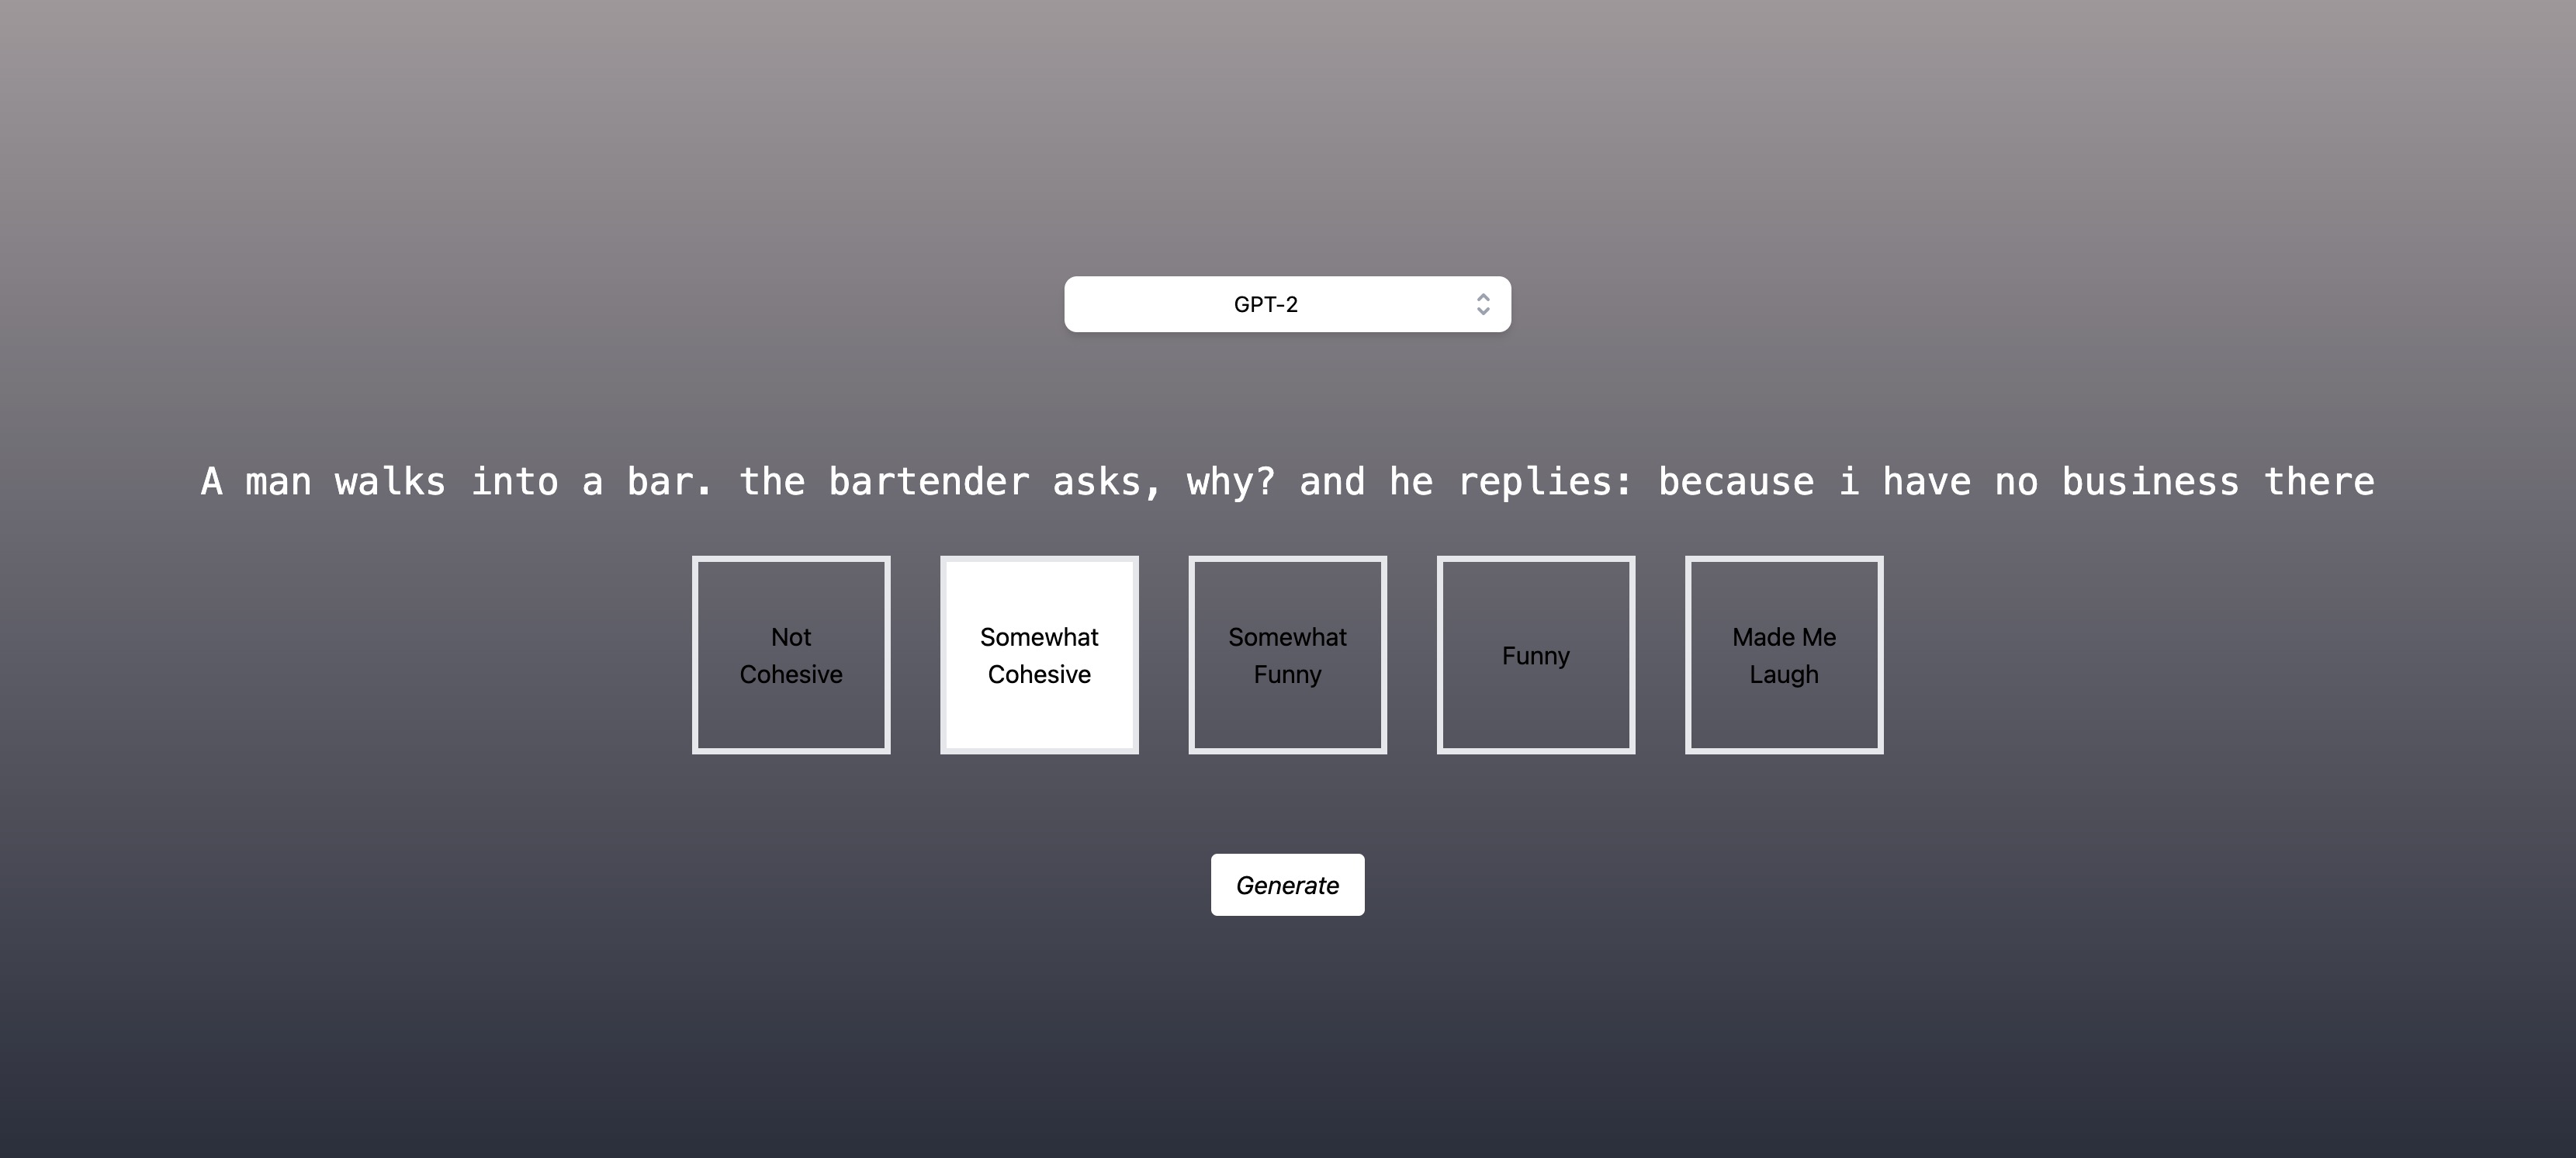 GPT-2
A man walks into a bar. the bartender asks, why? and he replies: because i have no business there
Not
Cohesive
Somewhat
Cohesive
Somewhat
Funny
Funny
Made Me
Laugh
Generate